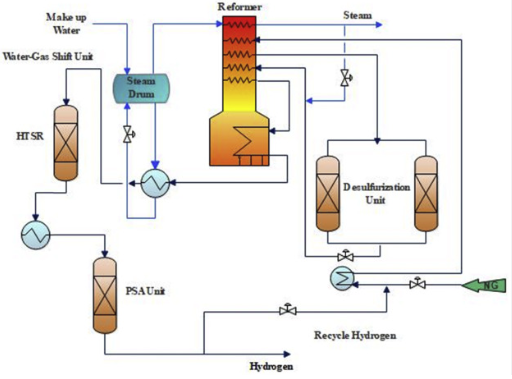 Reformer
Make up
Water
Steam
Water-Gas Shift Unit
Steam
Drum
HTSR
Desulfurization
Unit
PSA Unit
NG
Recycle Hydrogen
Hydrogen